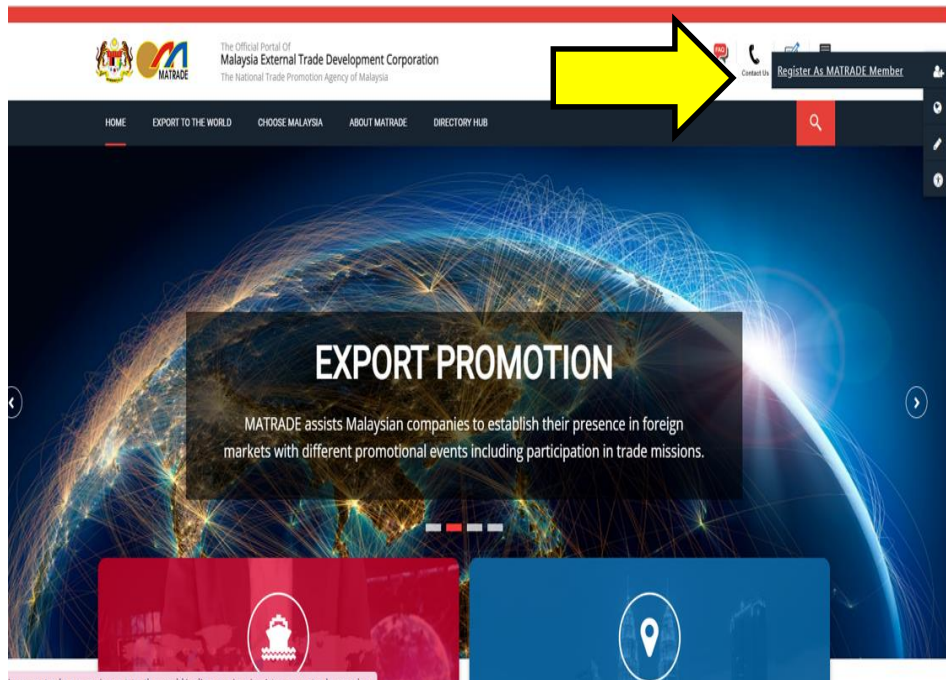 The Official Portal Of
Malaysia External Trade Development Corporation
The National Trade Promotion Agency of Malaysia
MATRADE
FAQ
Contact Us
Register As MATRADE Member
HOME EXPORT TO THE WORLD CHOOSE MALAYSIA ABOUT MATRADE DIRECTORY HUB
EXPORT PROMOTION
MATRADE assists Malaysian companies to establish their presence in foreign
markets with different promotional events including participation in trade missions.